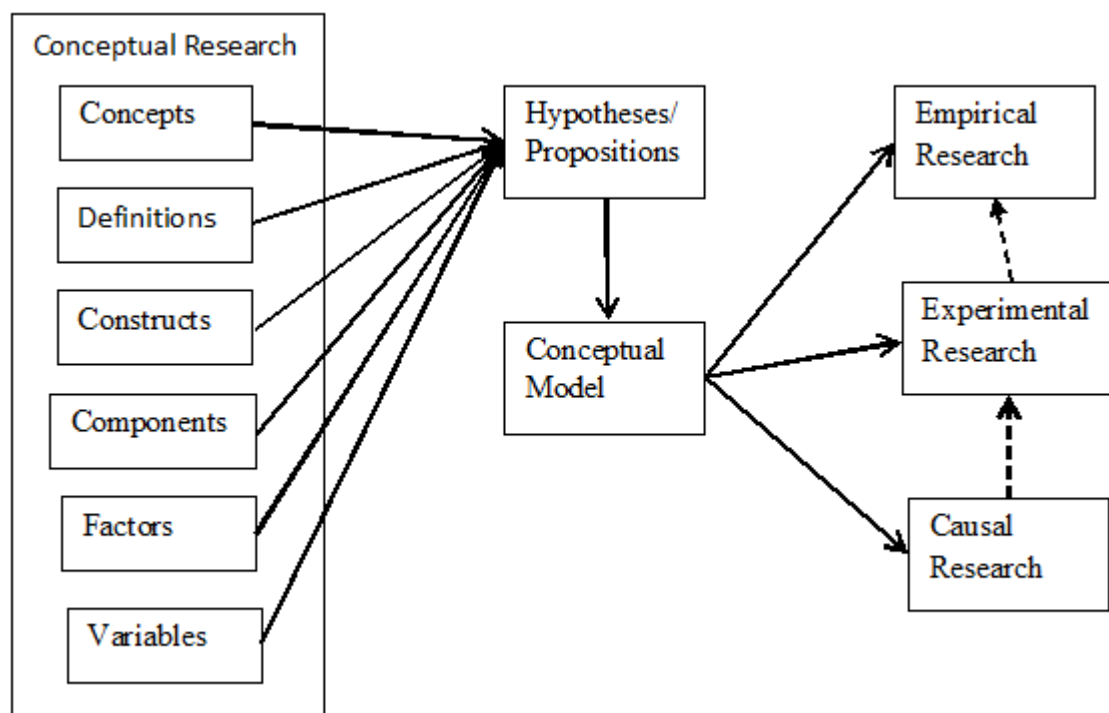 Conceptual Research
Concepts
Definitions
Constructs
Components
Factors
Variables
Hypotheses/
Propositions
Conceptual
Model
Empirical
Research
Experimental
Research
Causal
Research